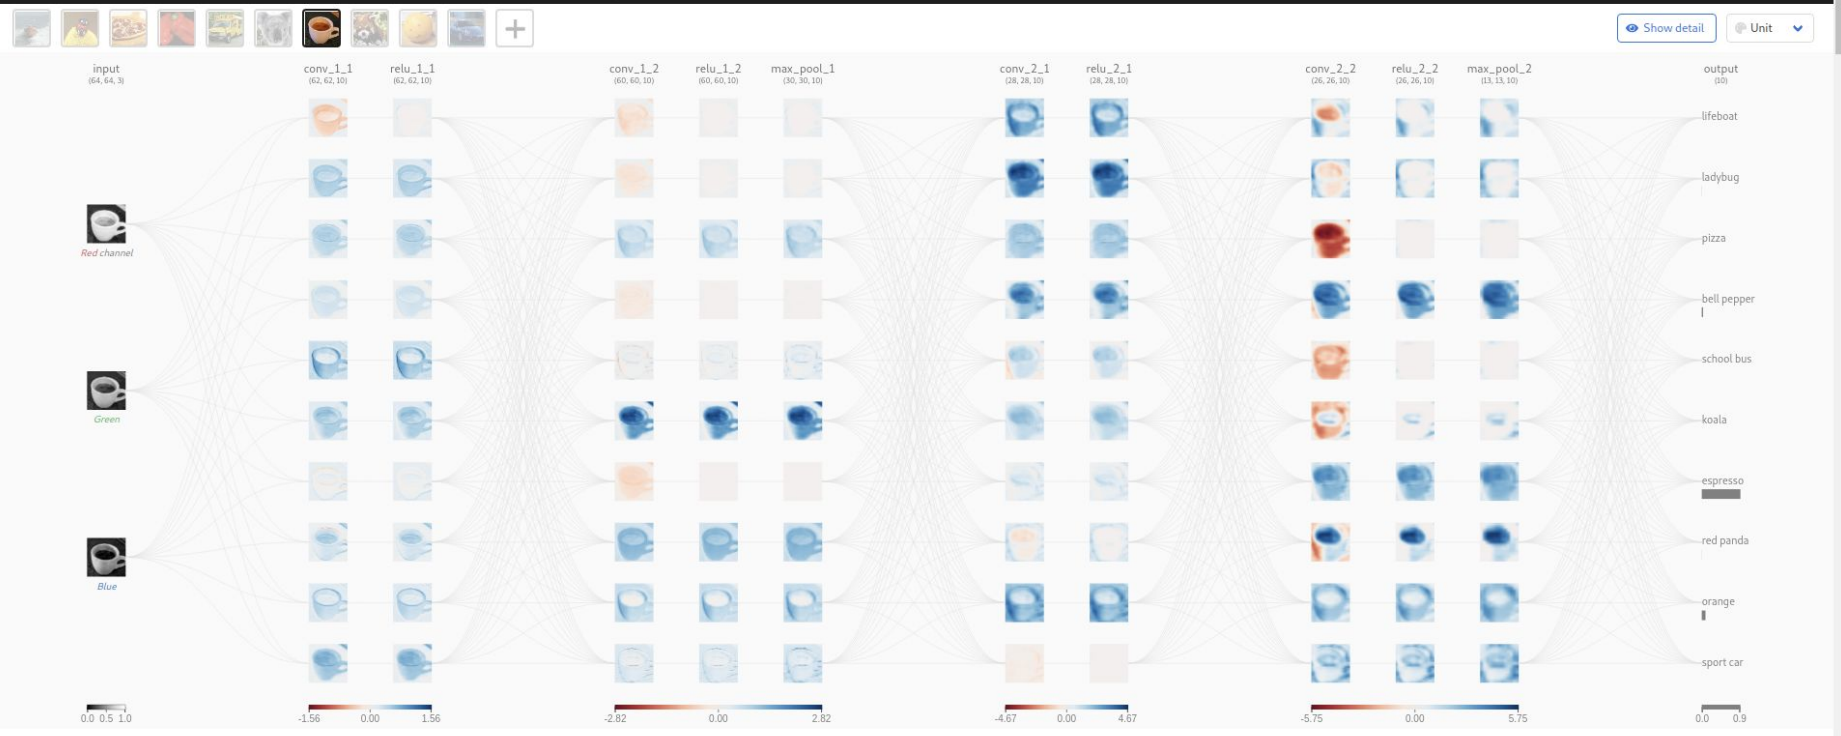 Show detail
Unit
input
(64, 64, 3)
conv_1_1
(62, 62, 10)
relu_1_1
(62, 62, 10)
conv_1_2
(60, 60, 10)
relu_1_2
(60, 60, 10)
max_pool_1
(30, 30, 10)
conv_2_1
(28, 28, 10)
relu_2_1
(28, 28, 10)
conv_2_2
(26, 26, 10)
relu_2_2
(26, 26, 10)
max_pool_2
(13, 13, 10)
output
(10)
Red channel
Green
Blue
lifeboat
ladybug
pizza
bell pepper
school bus
koala
espresso
red panda
orange
sport car
0.0 0.5 1.0
-1.56 0.00 1.56
-2.82 0.00 2.82
-4.67 0.00 4.67
-5.75 0.00 5.75
0.0 0.9